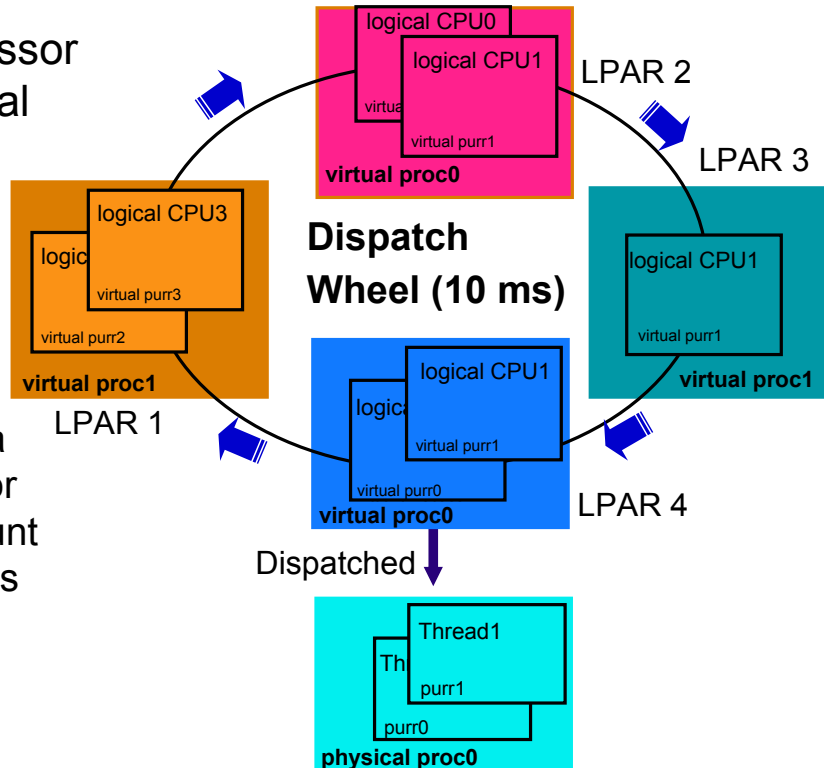 logical CPU0
logical CPU1
virtual purr1
virtual proc0
LPAR 2
LPAR 3
logical CPU3
virtual purr3
virtual purr2
virtual proc1
LPAR 1
Dispatch
Wheel (10 ms)
logical CPU1
virtual purr1
virtual proc1
logical CPU1
virtual purr1
virtual purr0
virtual proc0
LPAR 4
Dispatched
Thread1
purr1
purr0
physical proc0